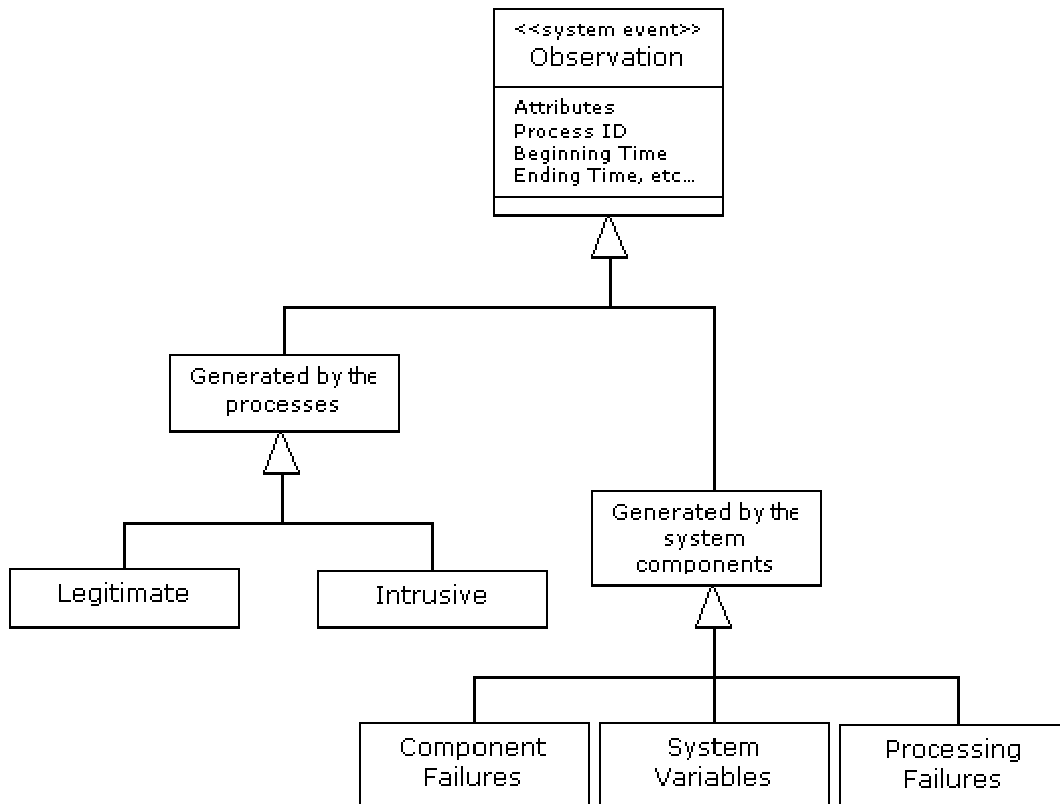 <<system event>>
Observation
Attributes
Process ID
Beginning Time
Ending Time, etc...
Generated by the
processes
Generated by the
system
components
Legitimate
Intrusive
Component
Failures
System
Variables
Processing
Failures